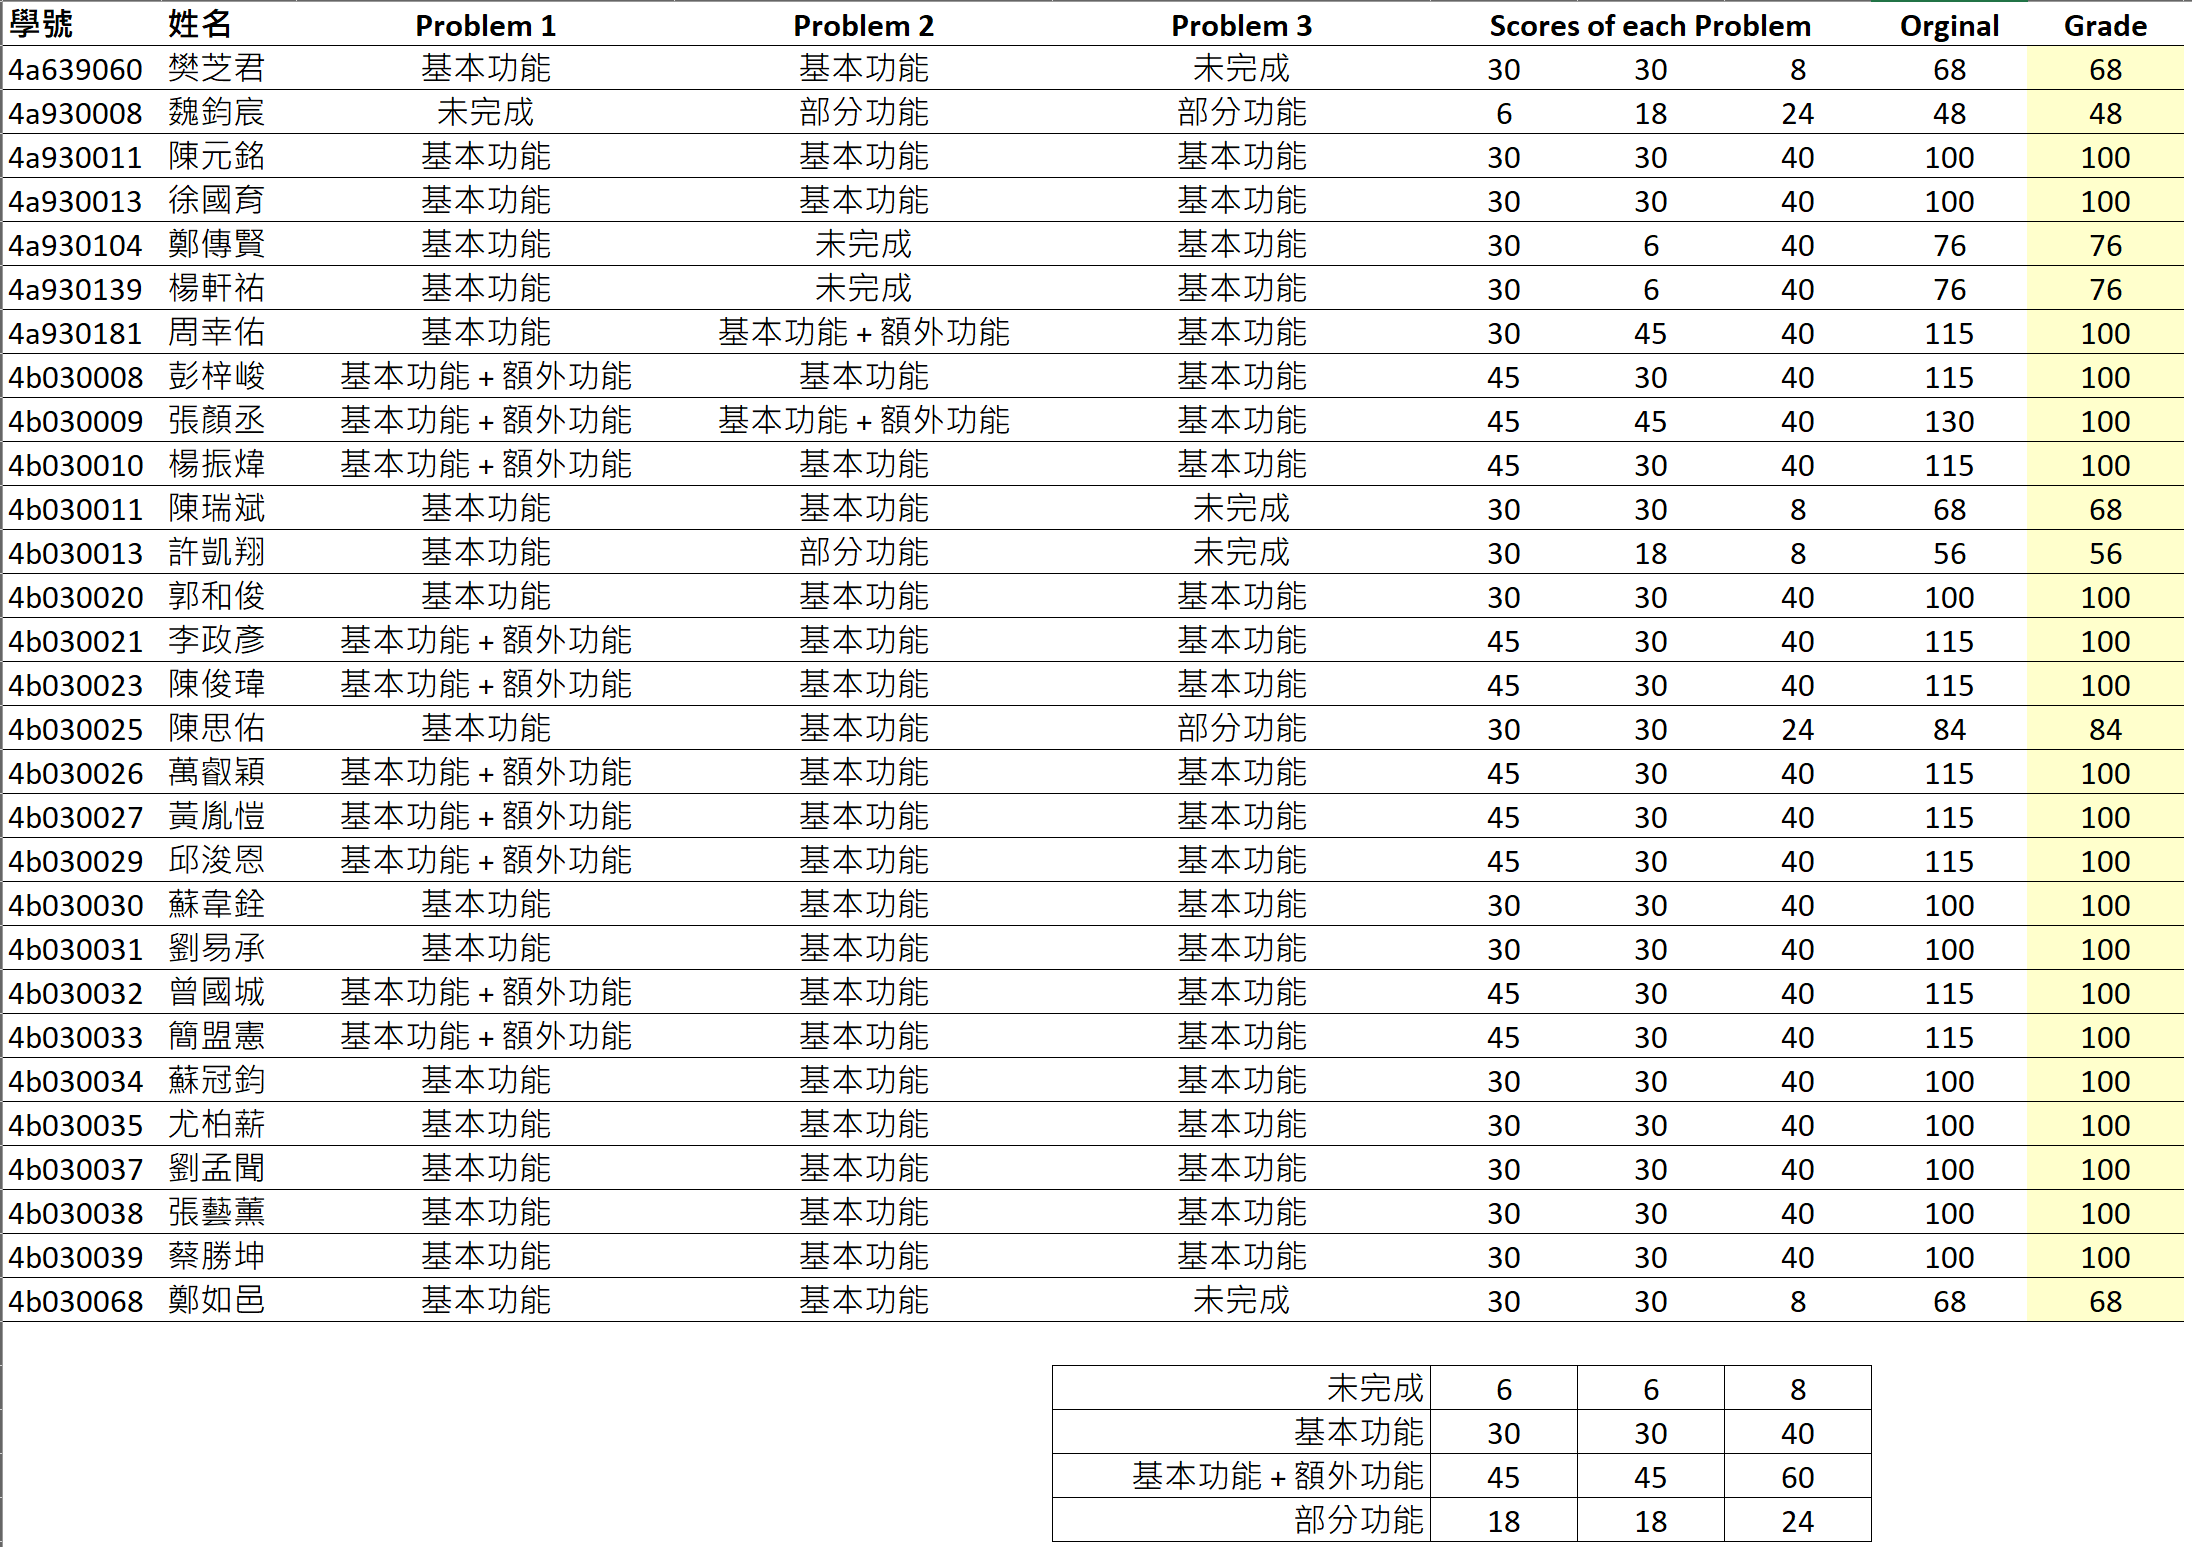 學號 姓名 Problem 1 Problem 2 Problem 3 Scores of each Problem Orginal Grade
4a639060 樊芝君 基本功能 基本功能 未完成 30 30 8 68 68
4a930008 魏鈞宸 未完成 部分功能 部分功能 6 18 24 48 48
4a930011 陳元銘 基本功能 基本功能 基本功能 30 30 40 100 100
4a930013 徐國育 基本功能 基本功能 基本功能 30 30 40 100 100
4a930104 鄭傳賢 基本功能 未完成 基本功能 30 6 40 76 76
4a930139 楊軒祐 基本功能 未完成 基本功能 30 6 40 76 76
4a930181 周幸佑 基本功能 基本功能 + 額外功能 基本功能 30 45 40 115 100
4b030008 彭梓峻 基本功能 + 額外功能 基本功能 基本功能 45 30 40 115 100
4b030009 張顏丞 基本功能 + 額外功能 基本功能 + 額外功能 基本功能 45 45 40 130 100
4b030010 楊振煒 基本功能 + 額外功能 基本功能 基本功能 45 30 40 115 100
4b030011 陳瑞斌 基本功能 基本功能 未完成 30 30 8 68 68
4b030013 許凱翔 基本功能 部分功能 未完成 30 18 8 56 56
4b030020 郭和俊 基本功能 基本功能 基本功能 30 30 40 100 100
4b030021 李政彥 基本功能 + 額外功能 基本功能 基本功能 45 30 40 115 100
4b030023 陳俊瑋 基本功能 + 額外功能 基本功能 基本功能 45 30 40 115 100
4b030025 陳思佑 基本功能 基本功能 部分功能 30 30 24 84 84
4b030026 萬叡穎 基本功能 + 額外功能 基本功能 基本功能 45 30 40 115 100
4b030027 黃胤愷 基本功能 + 額外功能 基本功能 基本功能 45 30 40 115 100
4b030029 邱浚恩 基本功能 + 額外功能 基本功能 基本功能 45 30 40 115 100
4b030030 蘇韋銓 基本功能 基本功能 基本功能 30 30 40 100 100
4b030031 劉易承 基本功能 基本功能 基本功能 30 30 40 100 100
4b030032 曾國城 基本功能 + 額外功能 基本功能 基本功能 45 30 40 115 100
4b030033 簡盟憲 基本功能 + 額外功能 基本功能 基本功能 45 30 40 115 100
4b030034 蘇冠鈞 基本功能 基本功能 基本功能 30 30 40 100 100
4b030035 尤柏薪 基本功能 基本功能 基本功能 30 30 40 100 100
4b030037 劉孟聞 基本功能 基本功能 基本功能 30 30 40 100 100
4b030038 張藝薰 基本功能 基本功能 基本功能 30 30 40 100 100
4b030039 蔡勝坤 基本功能 基本功能 基本功能 30 30 40 100 100
4b030068 鄭如邑 基本功能 基本功能 未完成 30 30 8 68 68
未完成 6 6 8
基本功能 30 30 40
基本功能 + 額外功能 45 45 60
部分功能 18 18 24